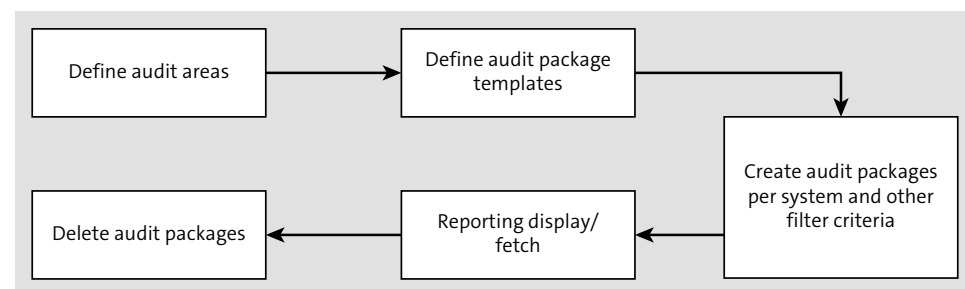 Define audit areas
Define audit package
templates
Create audit packages
per system and other
filter criteria
Reporting display/
fetch
Delete audit packages